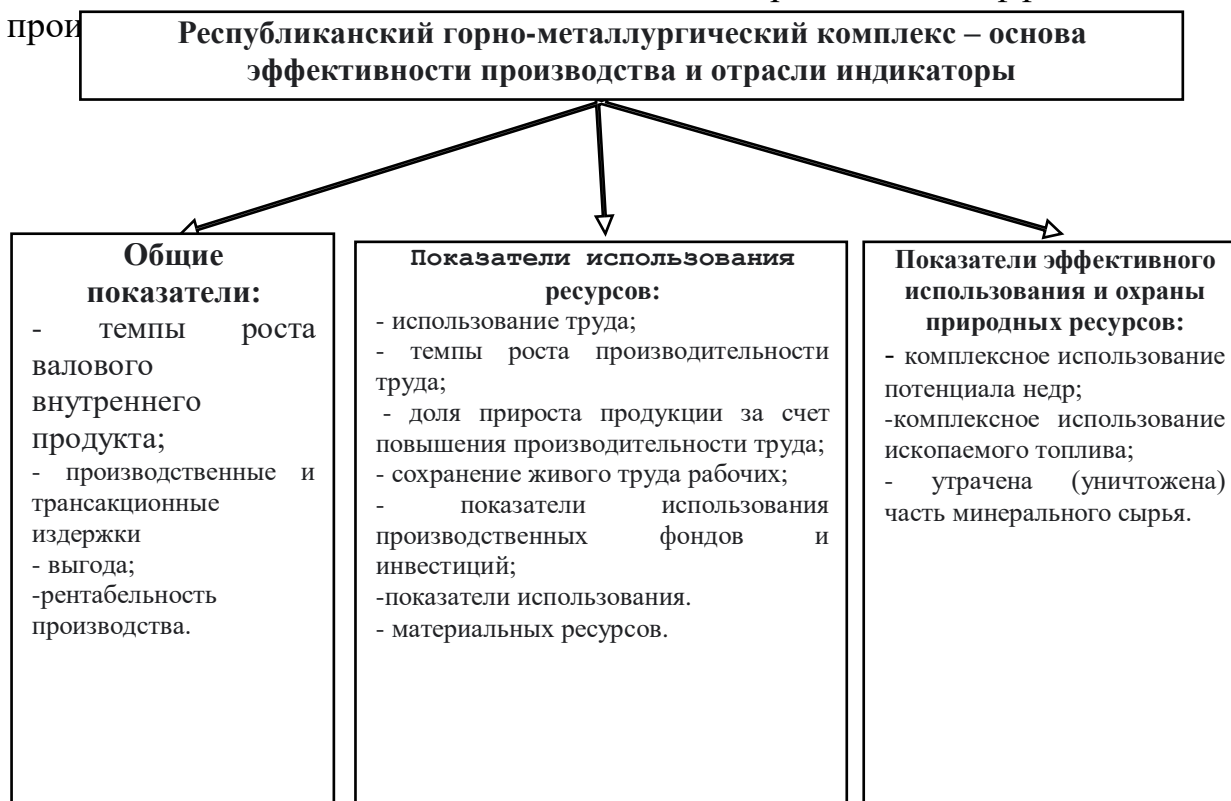 прои
Республиканский горно-металлургический комплекс – основа
эффективности производства и отрасли индикаторы
Общие
показатели:
- темпы роста
валового
внутреннего
продукта;
- производственные и
трансакционные
издержки
- выгода;
-рентабельность
производства.
Показатели использования
ресурсов:
- использование труда;
- темпы роста производительности
труда;
- доля прироста продукции за счет
повышения производительности труда;
- сохранение живого труда рабочих;
- показатели использования
производственных фондов и
инвестиций;
-показатели использования.
- материальных ресурсов.
Показатели эффективного
использования и охраны
природных ресурсов:
- комплексное использование
потенциала недр;
-комплексное использование
ископаемого топлива;
- утрачена (уничтожена)
часть минерального сырья.